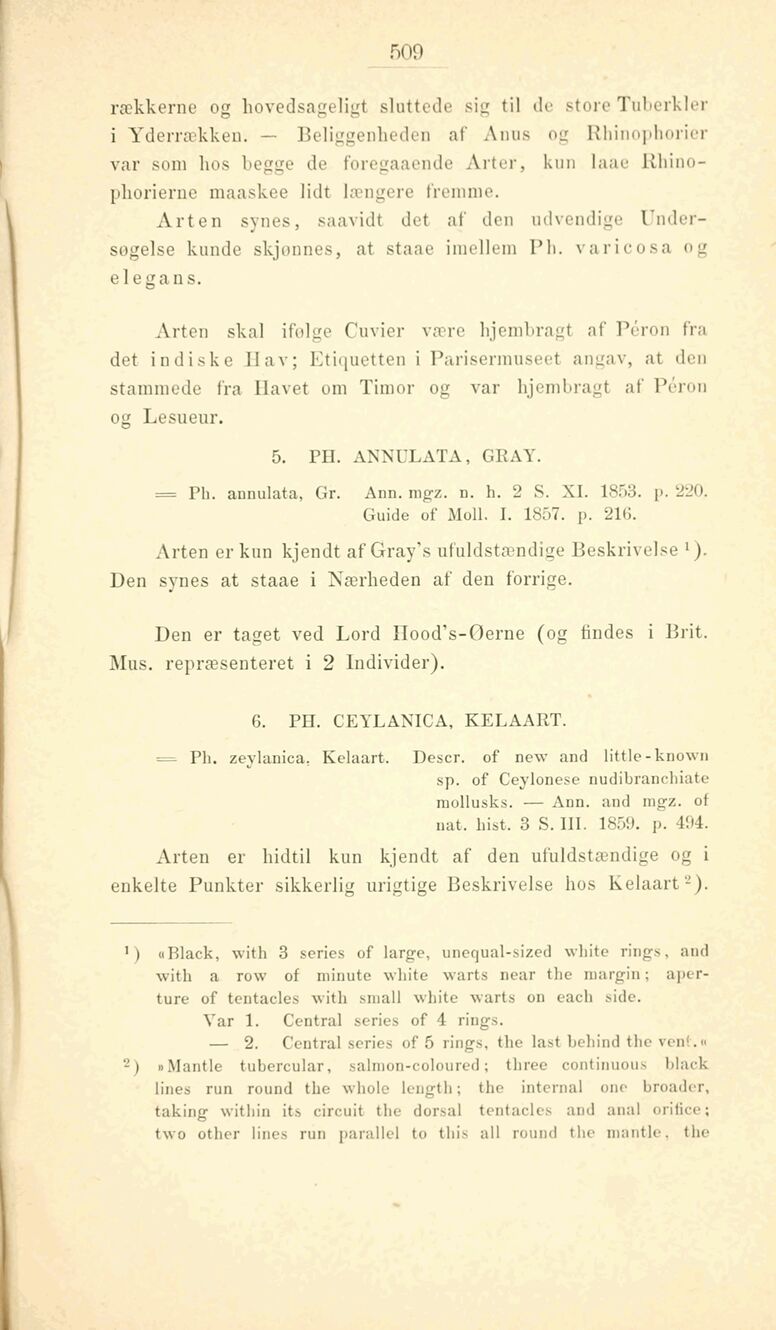 509
rækkerne og hovedsageligt sluttede sig til de store Tuberkler
i Yderrækken. — Beliggenheden af Anus og Rhinophorier
var som hos begge de foregaaende Arter, kun laae Rhino-
phorierne maaskee lidt længere fremme.
Arten synes, saavidt det af den udvendige Under-
søgelse kunde skjønnes, at staae imellem Ph. varicosa og
elegans.
Arten skal ifølge Cuvier være hjembragt af Péron fra
det indiske Hav; Etiquetten i Parisermuseet angav, at den
stammede fra Havet om Timor og var hjembragt af Péron
og Lesueur.
5. PH. ANNULATA, GRAY.
= Ph. annulata, Gr. Ann. mgz. n. h. 2 S. XI. 1853. p. 220.
Guide of Moll. I. 1857. p. 216.
Arten er kun kjendt af Gray's ufuldstændige Beskrivelse ¹).
Den synes at staae i Nærheden af den forrige.
Den er taget ved Lord Hood's-Øerne (og findes i Brit.
Mus. repræsenteret i 2 Individer).
6. PH. CEYLANICA, KELAART.
= Ph. zeylanica, Kelaart. Descr. of new and little-known
sp. of Ceylonese nudibranchiate
mollusks. — Ann. and mgz. of
nat. hist. 3 S. III. 1859. p. 494.
Arten er hidtil kun kjendt af den ufuldstændige og i
enkelte Punkter sikkerlig urigtige Beskrivelse hos Kelaart ²).
¹) «Black, with 3 series of large, unequal-sized white rings, and
with a row of minute white warts near the margin; aper-
ture of tentacles with small white warts on each side.
Var 1. Central series of 4 rings.
— 2. Central series of 5 rings, the last behind the vent.«
²) »Mantle tubercular, salmon-coloured; three continuous black
lines run round the whole length; the internal one broader,
taking within its circuit the dorsal tentacles and anal orifice;
two other lines run parallel to this all round the mantle, the